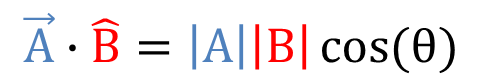 A⃗ · B̂ = |A||B| cos(θ)